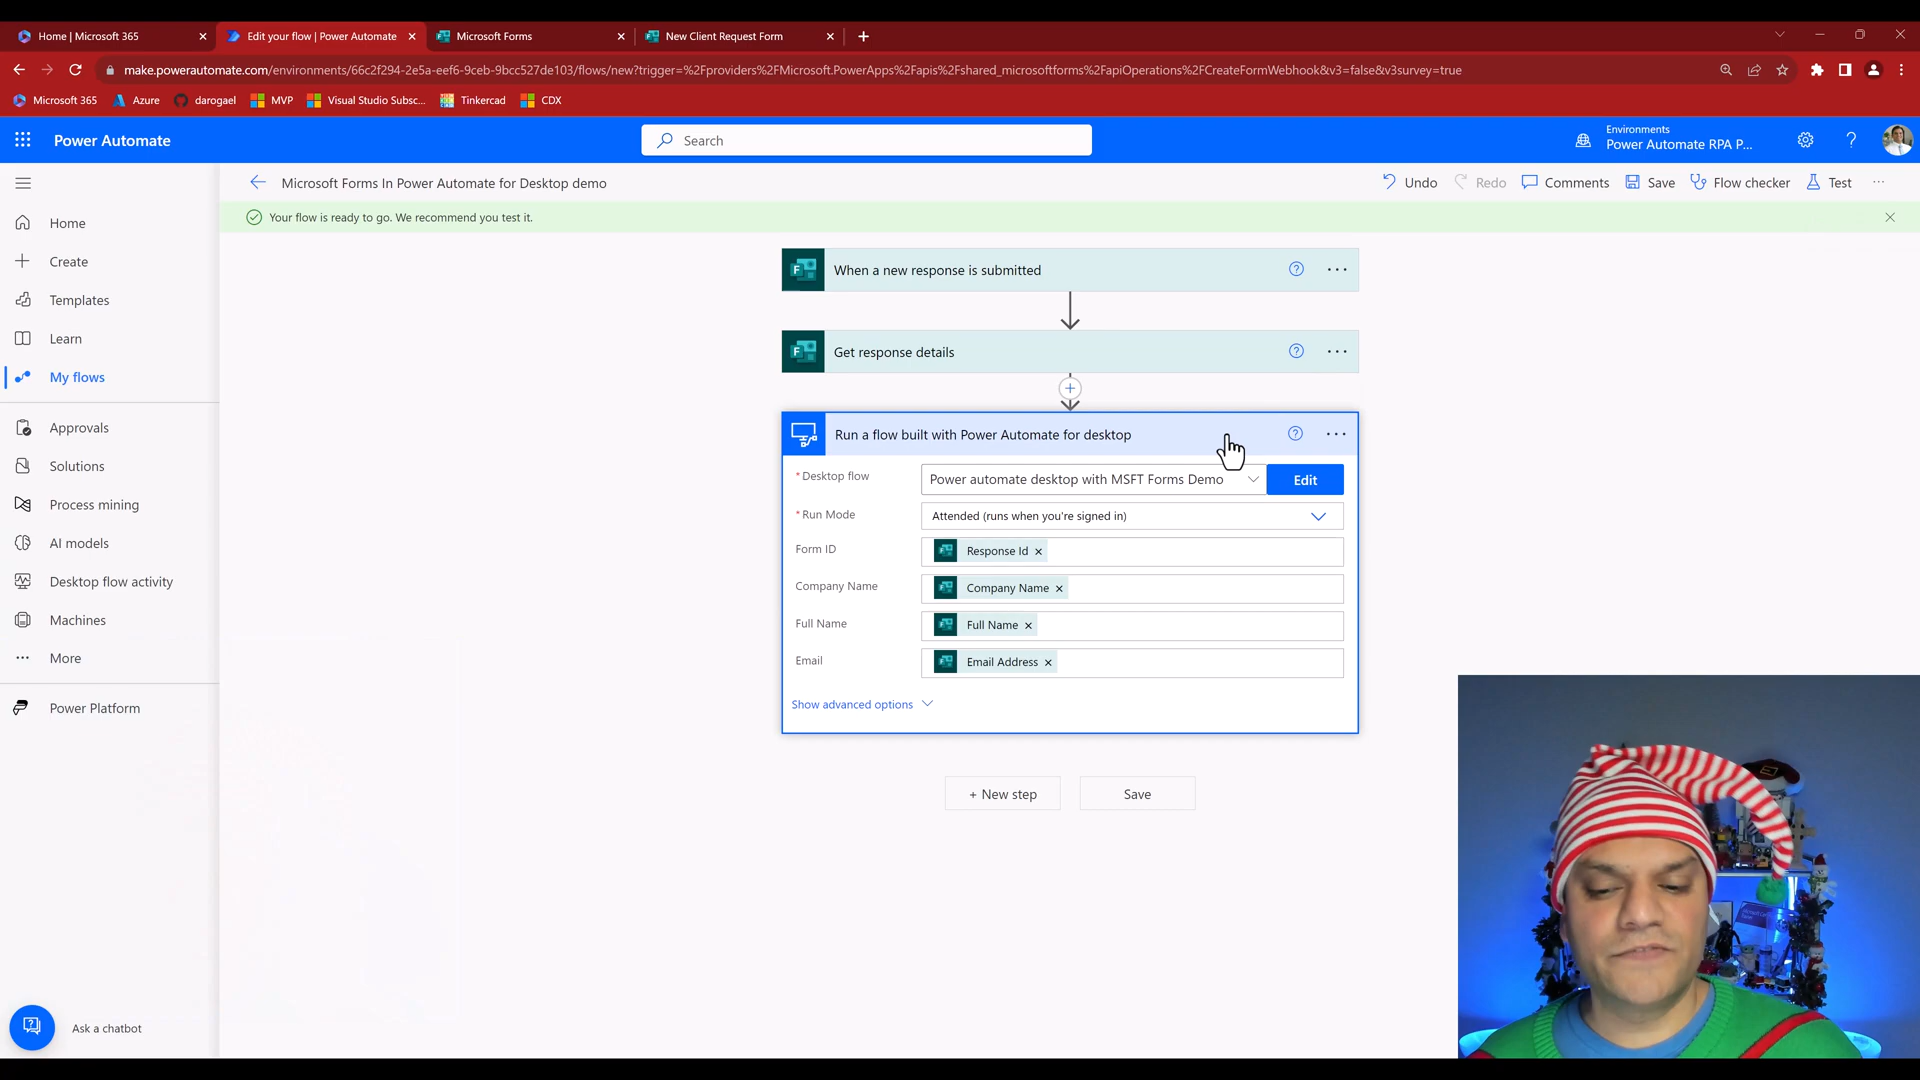 Home | Microsoft 365
Edit your flow | Power Automate
Microsoft Forms
New Client Request Form
make.powerautomate.com/environments/66c2f294-2e5a-eef6-9ceb-9bcc527de103/flows/new?trigger=%2Fproviders%2FMicrosoft.PowerApps%2Fapis%2Fshared_microsoftforms%2FapiOperations%2FCreateFormWebhook&v3=false&v3survey=true
Microsoft 365
Azure
darogael
MVP
Visual Studio Subsc...
Tinkercad
CDX
Power Automate
Search
Environments
Power Automate RPA P...
Microsoft Forms In Power Automate for Desktop demo
Undo
Redo
Comments
Save
Flow checker
Test
Your flow is ready to go. We recommend you test it.
Home
Create
Templates
Learn
My flows
Approvals
Solutions
Process mining
AI models
Desktop flow activity
Machines
More
Power Platform
Ask a chatbot
When a new response is submitted
Get response details
Run a flow built with Power Automate for desktop
* Desktop flow
Power automate desktop with MSFT Forms Demo
Edit
* Run Mode
Attended (runs when you're signed in)
Form ID
Response Id
Company Name
Company Name
Full Name
Full Name
Email
Email Address
Show advanced options
+ New step
Save